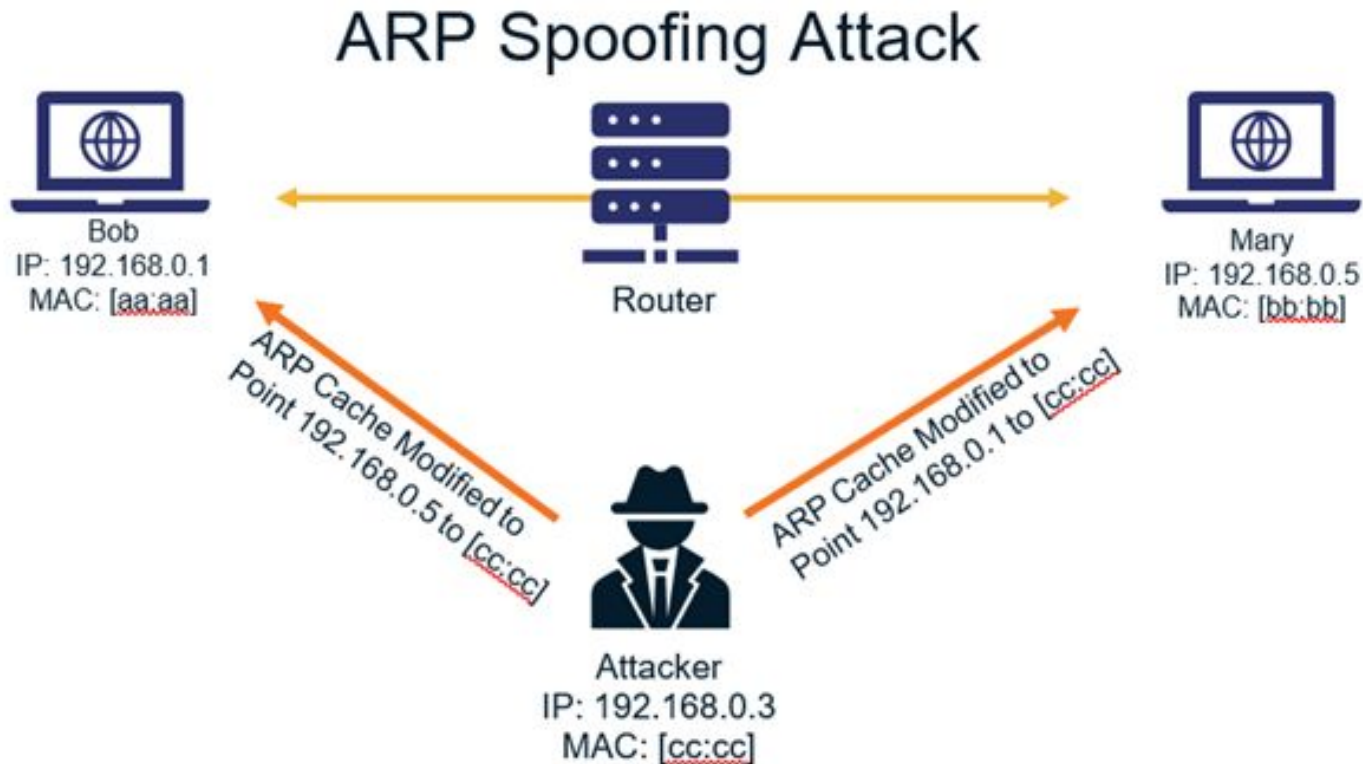 ARP Spoofing Attack
Bob
IP: 192.168.0.1
MAC: [aa:aa]
Router
Mary
IP: 192.168.0.5
MAC: [bb:bb]
ARP Cache Modified to
Point 192.168.0.5 to [cc:cc]
ARP Cache Modified to
Point 192.168.0.1 to [cc:cc]
Attacker
IP: 192.168.0.3
MAC: [cc:cc]